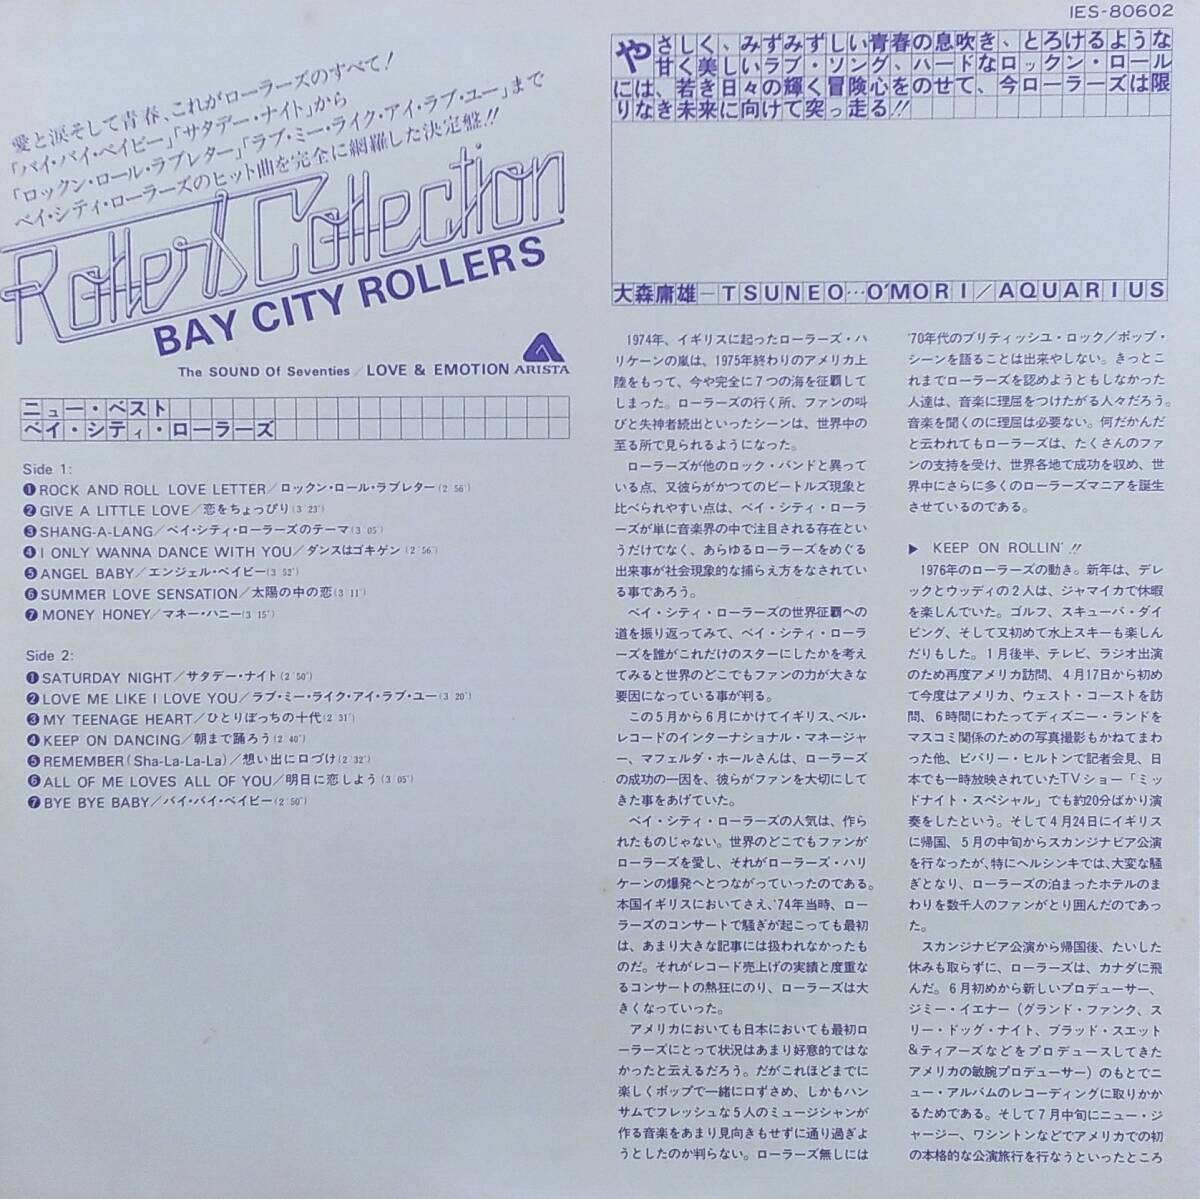 IES-80602
愛と涙そして青春、これがローラーズのすべて!
「バイ・バイ・ベイビー」「サタデー・ナイト」から
「ロックン・ロール・ラブレター」「ラブ・ミー・ライク・アイ・ラブ・ユー」まで
ベイ・シティ・ローラーズのヒット曲を完全に網羅した決定盤!!
Rollers Collection
BAY CITY ROLLERS
The SOUND Of Seventies / LOVE & EMOTION ARISTA
ニュー・ベスト
ベイ・シティ・ローラーズ
Side 1:
❶ ROCK AND ROLL LOVE LETTER/ロックン・ロール・ラブレター(2′56″)
❷ GIVE A LITTLE LOVE/恋をちょっぴり(3′23″)
❸ SHANG-A-LANG/ベイ・シティ・ローラーズのテーマ(3′05″)
❹ I ONLY WANNA DANCE WITH YOU/ダンスはゴキゲン(2′56″)
❺ ANGEL BABY/エンジェル・ベイビー(3′52″)
❻ SUMMER LOVE SENSATION/太陽の中の恋(3′11″)
❼ MONEY HONEY/マネー・ハニー(3′15″)
Side 2:
❶ SATURDAY NIGHT/サタデー・ナイト(2′50″)
❷ LOVE ME LIKE I LOVE YOU/ラブ・ミー・ライク・アイ・ラブ・ユー(3′20″)
❸ MY TEENAGE HEART/ひとりぼっちの十代(2′31″)
❹ KEEP ON DANCING/朝まで踊ろう(2′40″)
❺ REMEMBER(Sha-La-La-La)/想い出に口づけ(2′32″)
❻ ALL OF ME LOVES ALL OF YOU/明日に恋しよう(3′05″)
❼ BYE BYE BABY/バイ・バイ・ベイビー(2′50″)
やさしく、みずみずしい青春の息吹き、とろけるような
甘く美しいラブ・ソング、ハードなロックン・ロール
には、若き日々の輝く冒険心をのせて、今ローラーズは限
りなき未来に向けて突っ走る!!
大森庸雄―TSUNEO…O'MORI/AQUARIUS
1974年、イギリスに起ったローラーズ・ハ
リケーンの嵐は、1975年終わりのアメリカ上
陸をもって、今や完全に7つの海を征覇して
しまった。ローラーズの行く所、ファンの叫
びと失神者続出といったシーンは、世界中の
至る所で見られるようになった。
ローラーズが他のロック・バンドと異って
いる点、又彼らがかつてのビートルズ現象と
比べられやすい点は、ベイ・シティ・ローラ
ーズが単に音楽界の中で注目される存在とい
うだけでなく、あらゆるローラーズをめぐる
出来事が社会現象的な捕らえ方をなされてい
る事であろう。
ベイ・シティ・ローラーズの世界征覇への
道を振り返ってみて、ベイ・シティ・ローラ
ーズを誰がこれだけのスターにしたかを考え
てみると世界のどこでもファンの力が大きな
要因になっている事が判る。
この5月から6月にかけてイギリス、ベル・
レコードのインターナショナル・マネージャ
ー、マフェルダ・ホールさんは、ローラーズ
の成功の一因を、彼らがファンを大切にして
きた事をあげていた。
ベイ・シティ・ローラーズの人気は、作ら
れたものじゃない。世界のどこでもファンが
ローラーズを愛し、それがローラーズ・ハリ
ケーンの爆発へとつながっていったのである。
本国イギリスにおいてさえ、'74年当時、ロー
ラーズのコンサートで騒ぎが起こっても最初
は、あまり大きな記事には扱われなかったも
のだ。それがレコード売上げの実績と度重な
るコンサートの熱狂にのり、ローラーズは大
きくなっていった。
アメリカにおいても日本においても最初ロ
ーラーズにとって状況はあまり好意的ではな
かったと云えるだろう。だがこれほどまでに
楽しくポップで一緒に口ずさめ、しかもハン
サムでフレッシュな5人のミュージシャンが
作る音楽をあまり見向きもせずに通り過ぎよ
うとしたのか判らない。ローラーズ無しには
'70年代のブリティッシユ・ロック/ポップ・
シーンを語ることは出来やしない。きっとこ
れまでローラーズを認めようともしなかった
人達は、音楽に理屈をつけたがる人々だろう。
音楽を聞くのに理屈は必要ない。何だかんだ
と云われてもローラーズは、たくさんのファ
ンの支持を受け、世界各地で成功を収め、世
界中にさらに多くのローラーズマニアを誕生
させているのである。
▶ KEEP ON ROLLIN'!!
1976年のローラーズの動き。新年は、デレ
ックとウッディの2人は、ジャマイカで休暇
を楽しんでいた。ゴルフ、スキューバ・ダイ
ビング、そして又初めて水上スキーも楽しん
だりもした。1月後半、テレビ、ラジオ出演
のため再度アメリカ訪問、4月17日から初め
て今度はアメリカ、ウェスト・コーストを訪
問、6時間にわたってディズニー・ランドを
マスコミ関係のための写真撮影もかねてまわ
った他、ビバリー・ヒルトンで記者会見、日
本でも一時放映されていたTVショー「ミッ
ドナイト・スペシャル」でも約20分ばかり演
奏をしたという。そして4月24日にイギリス
に帰国、5月の中旬からスカンジナビア公演
を行なったが、特にヘルシンキでは、大変な騒
ぎとなり、ローラーズの泊まったホテルのま
わりを数千人のファンがとり囲んだのであっ
た。
スカンジナビア公演から帰国後、たいした
休みも取らずに、ローラーズは、カナダに飛
んだ。6月初めから新しいプロデューサー、
ジミー・イエナー(グランド・ファンク、ス
リー・ドッグ・ナイト、ブラッド・スエット
&ティアーズなどをプロデュースしてきた
アメリカの敏腕プロデューサー)のもとでニ
ュー・アルバムのレコーディングに取りかか
るためである。そして7月中旬にニュー・ジ
ャージー、ワシントンなどでアメリカでの初
の本格的な公演旅行を行なうといったところ